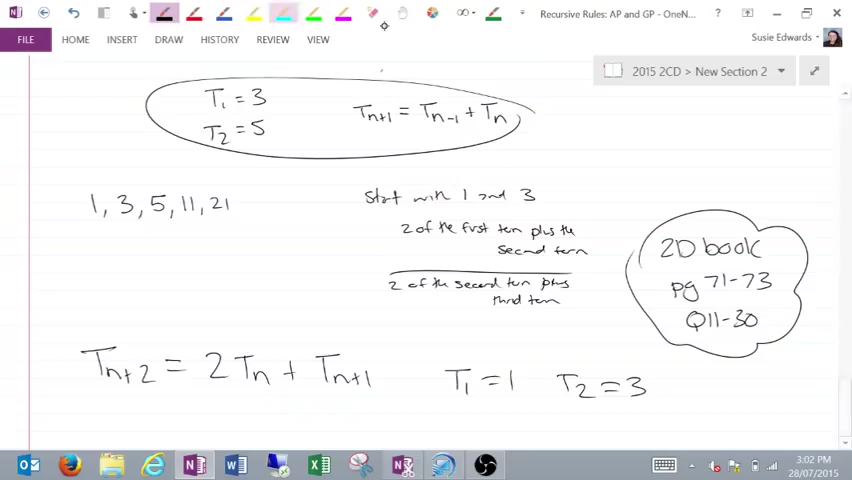 Recursive Rules: AP and GP - OneNo...
Susie Edwards
FILE HOME INSERT DRAW HISTORY REVIEW VIEW
2015 2CD > New Section 2
T₁ = 3
Tₙ₊₁ = Tₙ₋₁ + Tₙ
T₂ = 5
1, 3, 5, 11, 21
Start with 1 and 3
2 of the first term plus the
second term
2 of the second term plus
third term
2D book
pg 71-73
Q11-30
Tₙ₊₂ = 2Tₙ + Tₙ₊₁ T₁ = 1 T₂ = 3
3:02 PM
28/07/2015